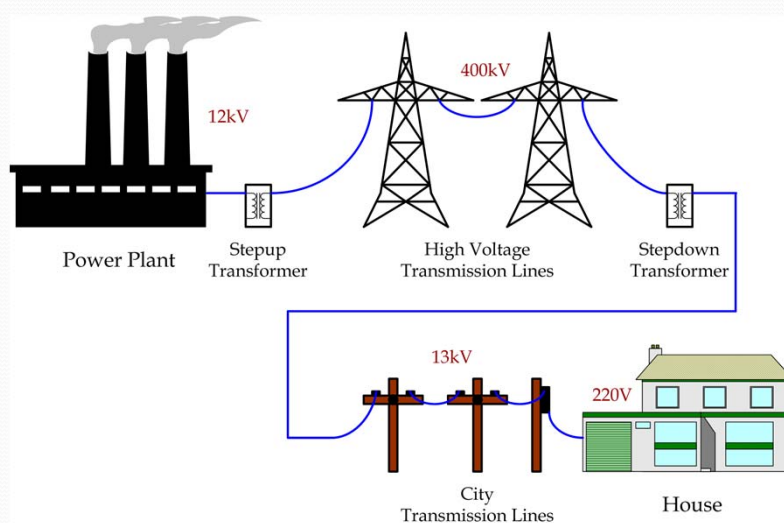 12kV
400kV
Power Plant
Stepup
Transformer
High Voltage
Transmission Lines
Stepdown
Transformer
13kV
220V
City
Transmission Lines
House